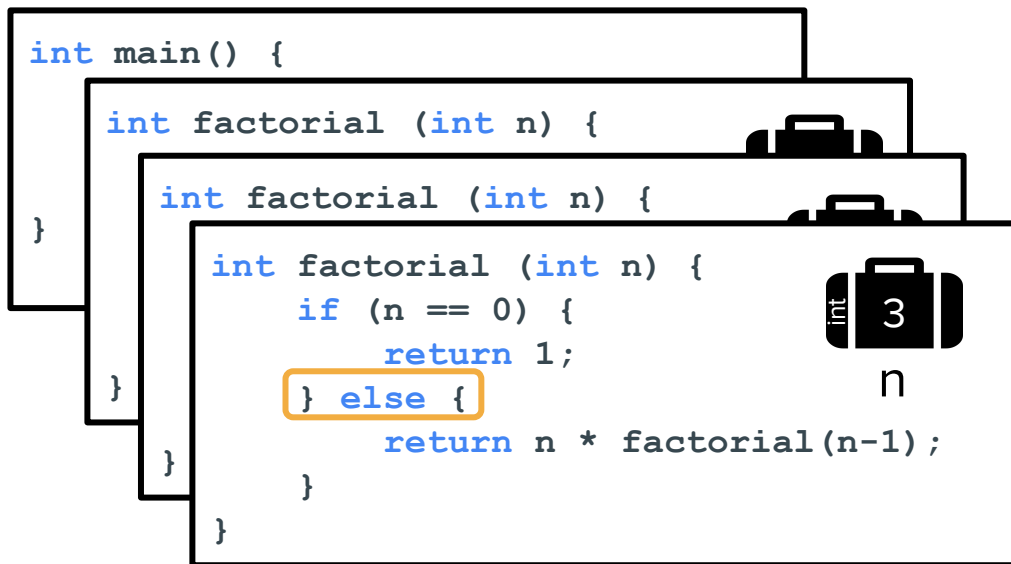 int main() {
}
int factorial (int n) {
}
int factorial (int n) {
}
int factorial (int n) {
if (n == 0) {
return 1;
} else {
return n * factorial(n-1);
}
}
int
3
n